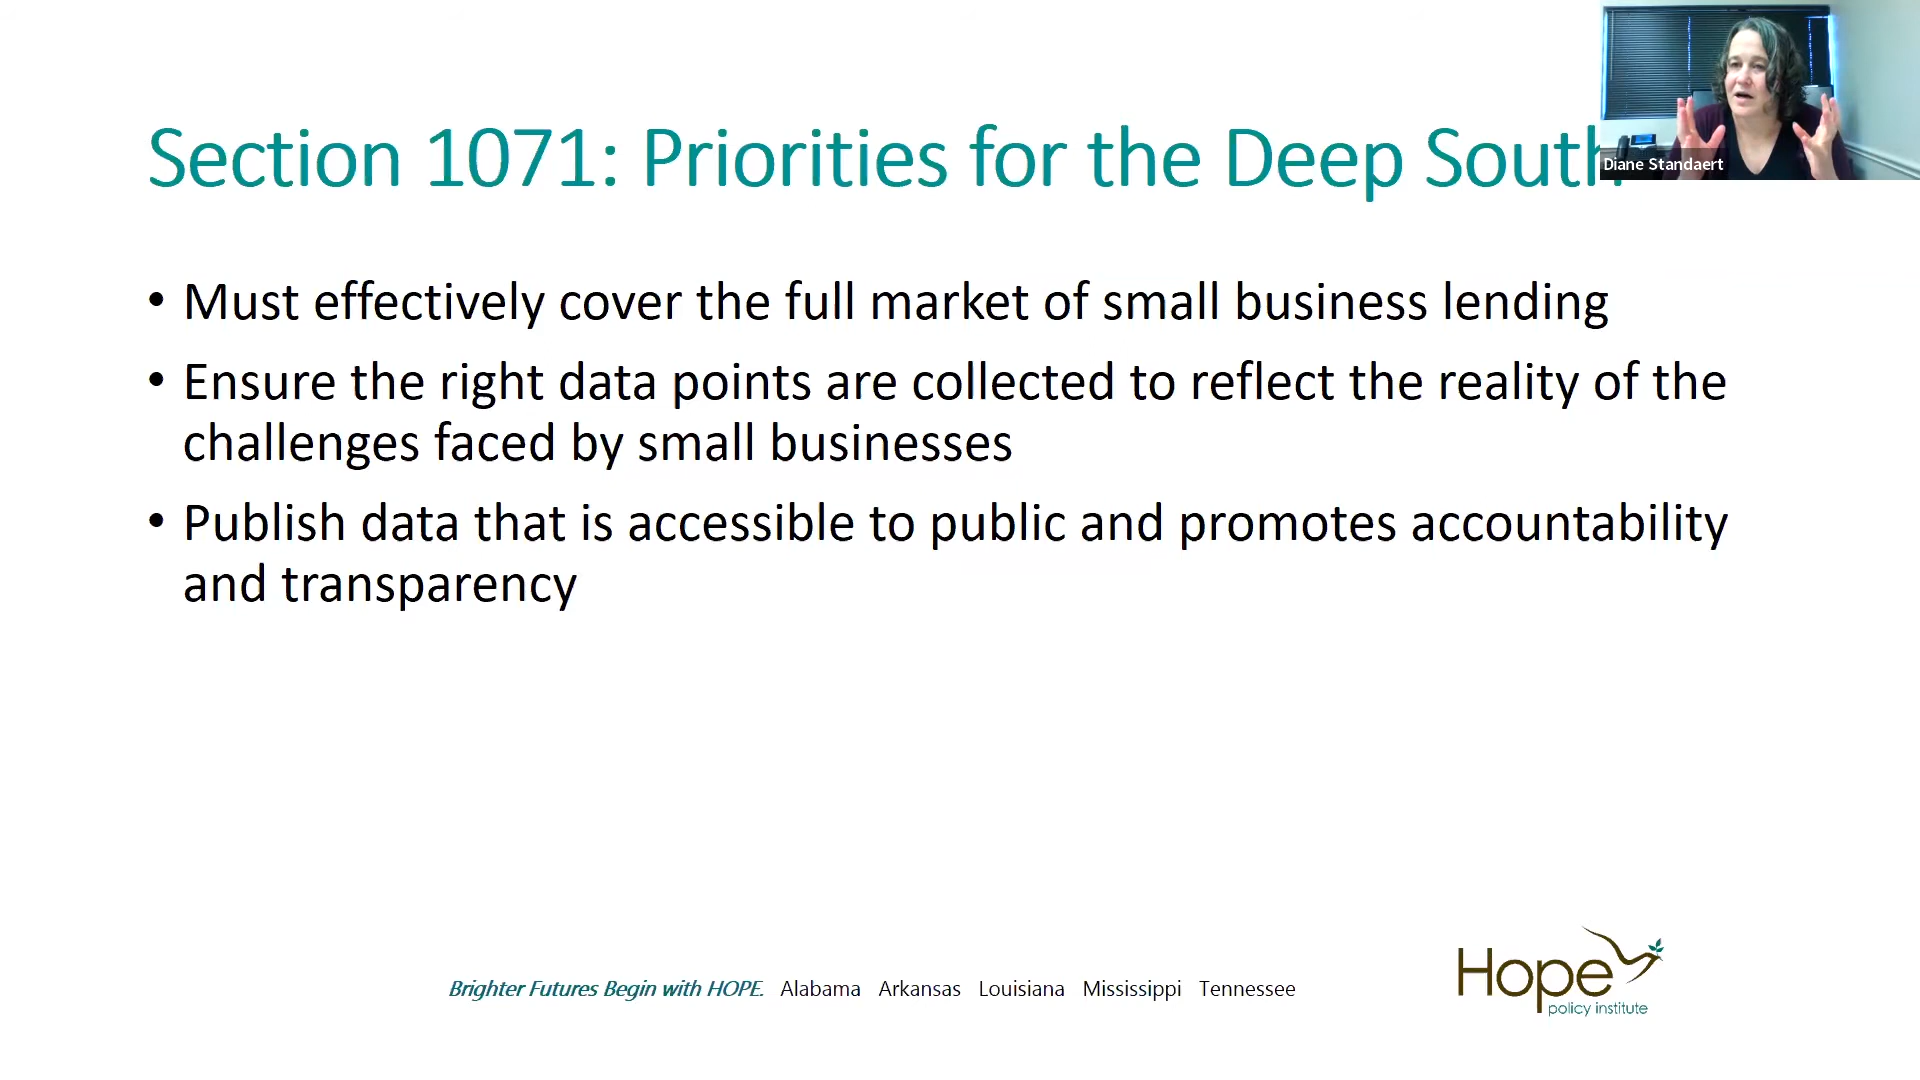 Section 1071: Priorities for the Deep South
Diane Standaert
• Must effectively cover the full market of small business lending
• Ensure the right data points are collected to reflect the reality of the
challenges faced by small businesses
• Publish data that is accessible to public and promotes accountability
and transparency
Brighter Futures Begin with HOPE. Alabama Arkansas Louisiana Mississippi Tennessee
Hope
policy institute